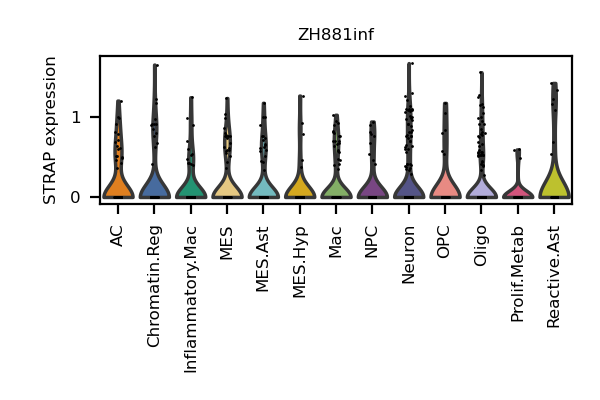 ZH881inf
STRAP expression
1
0
AC
Chromatin.Reg
Inflammatory.Mac
MES
MES.Ast
MES.Hyp
Mac
NPC
Neuron
OPC
Oligo
Prolif.Metab
Reactive.Ast